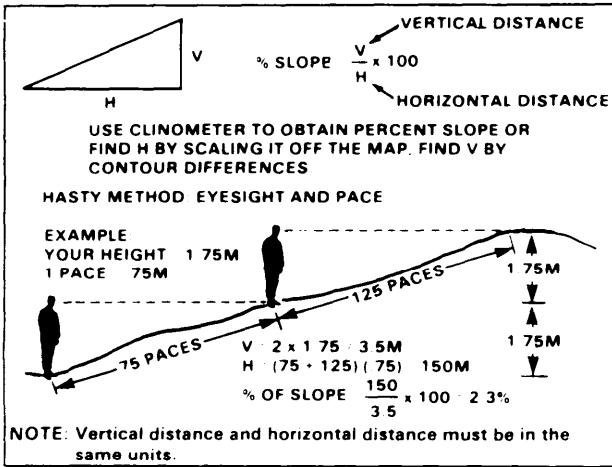 VERTICAL DISTANCE
V
% SLOPE V/H x 100
H
HORIZONTAL DISTANCE
USE CLINOMETER TO OBTAIN PERCENT SLOPE OR
FIND H BY SCALING IT OFF THE MAP. FIND V BY
CONTOUR DIFFERENCES
HASTY METHOD EYESIGHT AND PACE
EXAMPLE
YOUR HEIGHT 1 75M
1 PACE 75M
1 75M
125 PACES
1 75M
75 PACES
V 2 x 1 75 3.5M
H (75 + 125) ( 75) 150M
% OF SLOPE 150/3.5 x 100 2 3%
NOTE: Vertical distance and horizontal distance must be in the
same units.